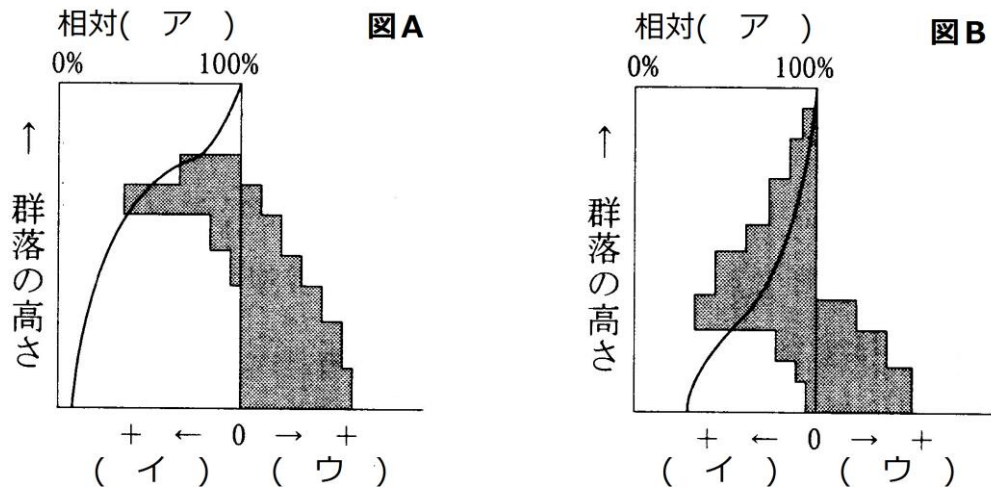 相対( ア )
図A
0% 100%
↑ 群落の高さ
+ ← 0 → +
( イ ) ( ウ )
相対( ア )
図B
0% 100%
↑ 群落の高さ
+ ← 0 → +
( イ ) ( ウ )